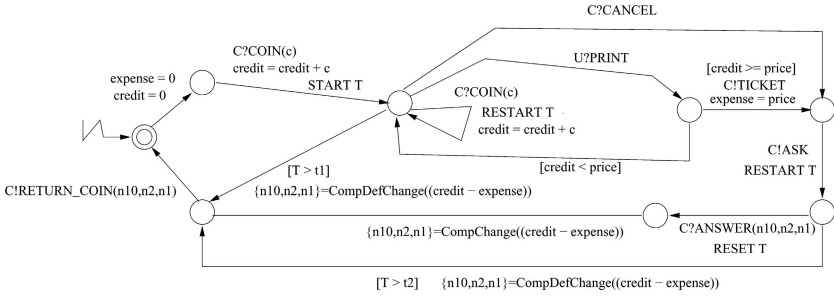 C?CANCEL
C?COIN(c)
credit = credit + c
START T
expense = 0
credit = 0
U?PRINT
[credit >= price]
C!TICKET
expense = price
C?COIN(c)
RESTART T
credit = credit + c
C!ASK
RESTART T
[credit < price]
[T > t1]
{n10,n2,n1}=CompDefChange((credit − expense))
C!RETURN_COIN(n10,n2,n1)
{n10,n2,n1}=CompChange((credit − expense))
C?ANSWER(n10,n2,n1)
RESET T
[T > t2] {n10,n2,n1}=CompDefChange((credit − expense))